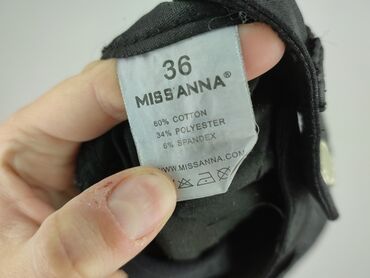 36
MISS'ANNA®
60% COTTON
34% POLYESTER
6% SPANDEX
WWW.MISSANNA.COM